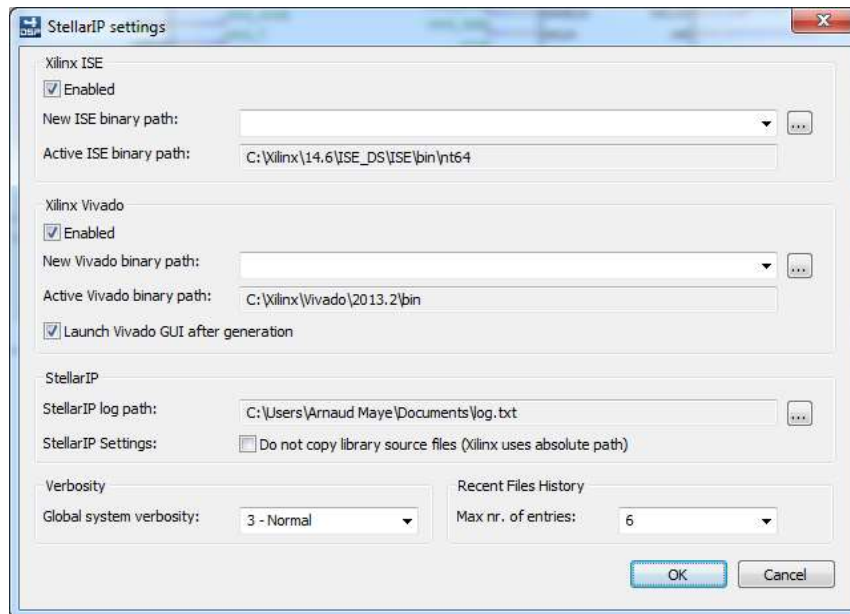 StellarIP settings
Xilinx ISE
Enabled
New ISE binary path:
...
Active ISE binary path: C:\Xilinx\14.6\ISE_DS\ISE\bin\nt64
Xilinx Vivado
Enabled
New Vivado binary path:
...
Active Vivado binary path: C:\Xilinx\Vivado\2013.2\bin
Launch Vivado GUI after generation
StellarIP
StellarIP log path: C:\Users\Arnaud Maye\Documents\log.txt ...
StellarIP Settings: Do not copy library source files (Xilinx uses absolute path)
Verbosity
Global system verbosity: 3 - Normal
Recent Files History
Max nr. of entries: 6
OK Cancel